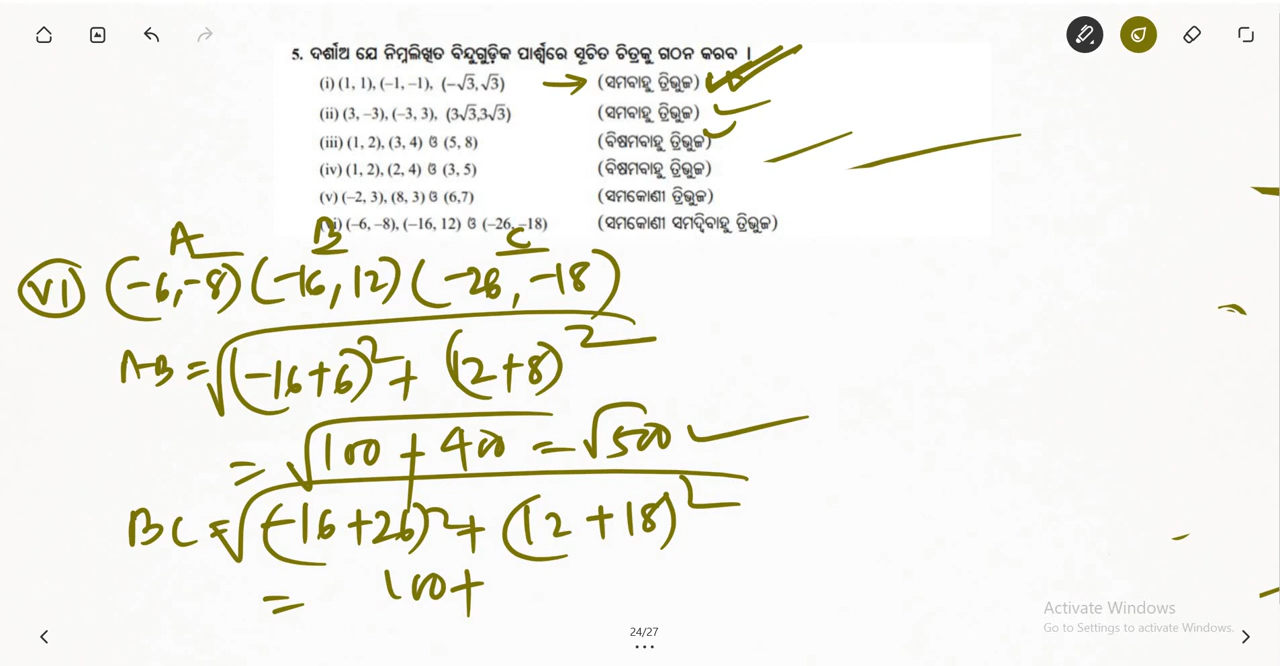 5. ଦର୍ଶାଅ ଯେ ନିମ୍ନଲିଖିତ ବିନ୍ଦୁଗୁଡ଼ିକ ପାର୍ଶ୍ୱରେ ସୂଚିତ ଚିତ୍ରକୁ ଗଠନ କରବ ।
(i) (1, 1), (−1, −1), (−√3, √3) → (ସମବାହୁ ତ୍ରିଭୁଜ)
(ii) (3, −3), (−3, 3), (3√3,3√3) (ସମବାହୁ ତ୍ରିଭୁଜ)
(iii) (1, 2), (3, 4) ଓ (5, 8) (ବିଷମବାହୁ ତ୍ରିଭୁଜ)
(iv) (1, 2), (2, 4) ଓ (3, 5) (ବିଷମବାହୁ ତ୍ରିଭୁଜ)
(v) (−2, 3), (8, 3) ଓ (6,7) (ସମକୋଣୀ ତ୍ରିଭୁଜ)
(−6, −8), (−16, 12) ଓ (−26, −18) (ସମକୋଣୀ ସମଦ୍ୱିବାହୁ ତ୍ରିଭୁଜ)
A B C
VI (−6,−8) (−16, 12) (−26, −18)
AB = √(−16+6)² + (12+8)²
= √100 + 400 = √500
BC = √(−16+26)² + (12+18)²
= 100+
Activate Windows
Go to Settings to activate Windows.
24/27